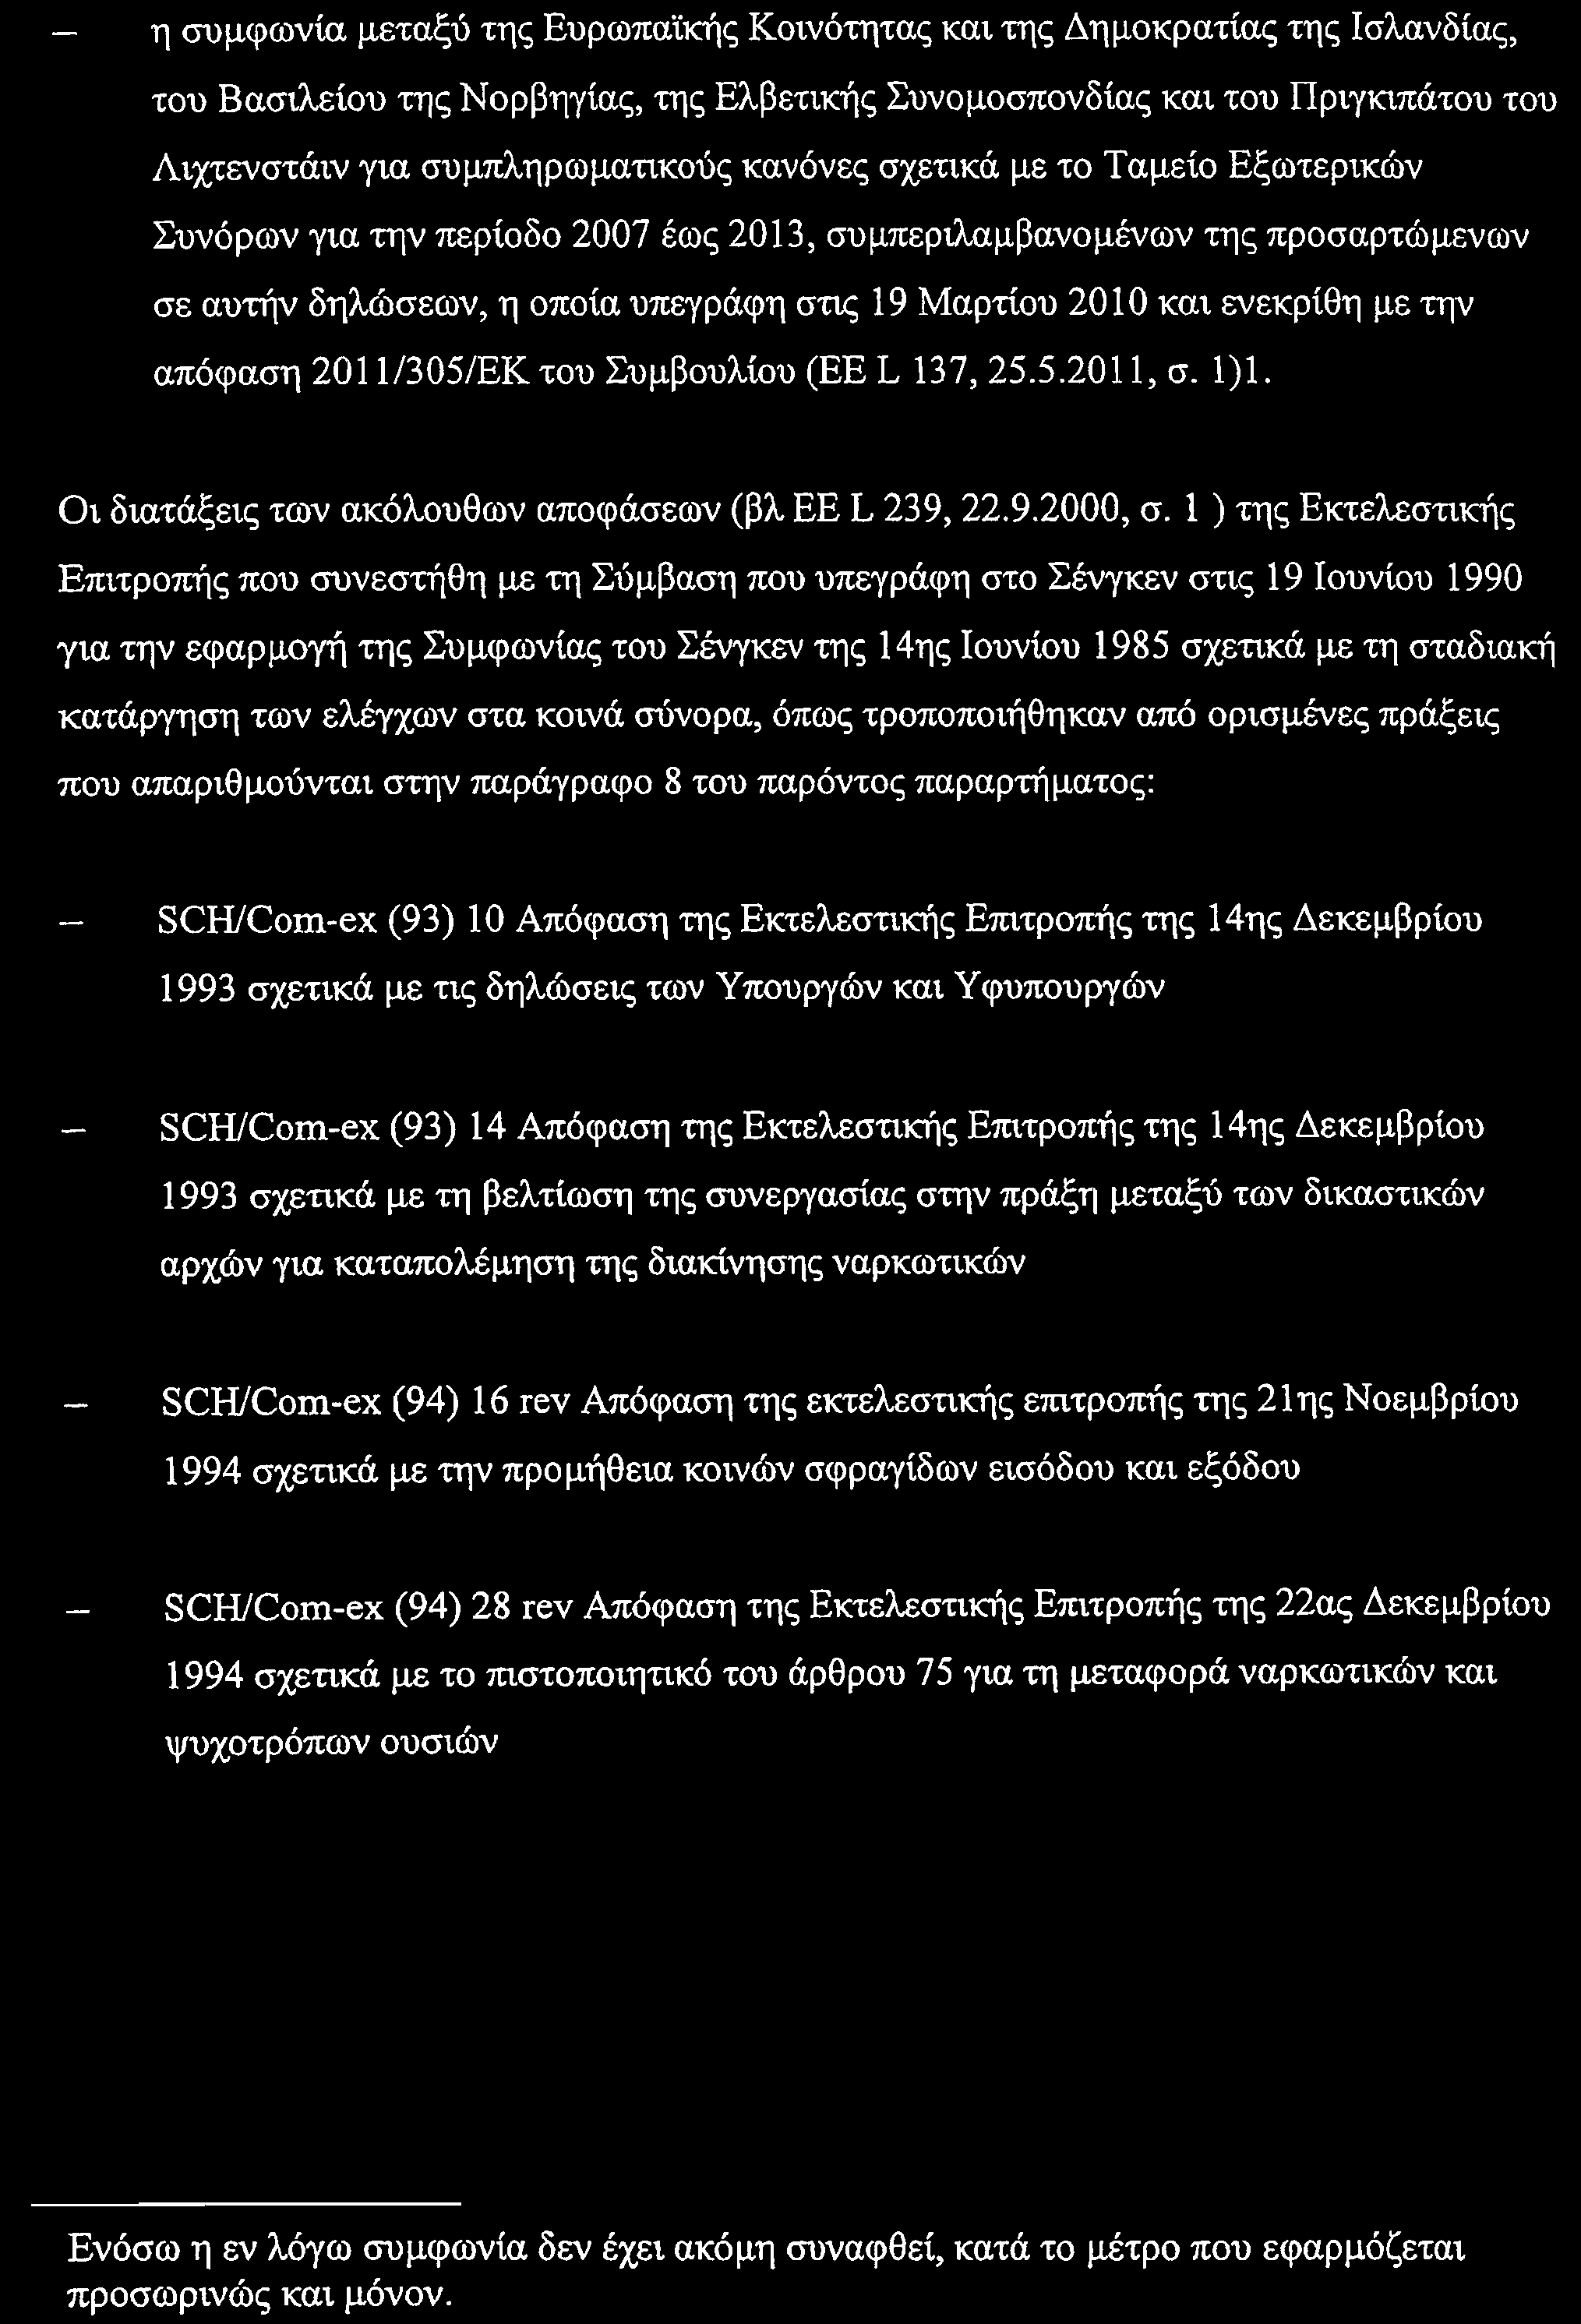 – η συμφωνία μεταξύ της Ευρωπαϊκής Κοινότητας και της Δημοκρατίας της Ισλανδίας,
του Βασιλείου της Νορβηγίας, της Ελβετικής Συνομοσπονδίας και του Πριγκιπάτου του
Λιχτενστάιν για συμπληρωματικούς κανόνες σχετικά με το Ταμείο Εξωτερικών
Συνόρων για την περίοδο 2007 έως 2013, συμπεριλαμβανομένων της προσαρτώμενων
σε αυτήν δηλώσεων, η οποία υπεγράφη στις 19 Μαρτίου 2010 και ενεκρίθη με την
απόφαση 2011/305/ΕΚ του Συμβουλίου (ΕΕ L 137, 25.5.2011, σ. 1)1.
Οι διατάξεις των ακόλουθων αποφάσεων (βλ ΕΕ L 239, 22.9.2000, σ. 1 ) της Εκτελεστικής
Επιτροπής που συνεστήθη με τη Σύμβαση που υπεγράφη στο Σένγκεν στις 19 Ιουνίου 1990
για την εφαρμογή της Συμφωνίας του Σένγκεν της 14ης Ιουνίου 1985 σχετικά με τη σταδιακή
κατάργηση των ελέγχων στα κοινά σύνορα, όπως τροποποιήθηκαν από ορισμένες πράξεις
που απαριθμούνται στην παράγραφο 8 του παρόντος παραρτήματος:
– SCH/Com-ex (93) 10 Απόφαση της Εκτελεστικής Επιτροπής της 14ης Δεκεμβρίου
1993 σχετικά με τις δηλώσεις των Υπουργών και Υφυπουργών
– SCH/Com-ex (93) 14 Απόφαση της Εκτελεστικής Επιτροπής της 14ης Δεκεμβρίου
1993 σχετικά με τη βελτίωση της συνεργασίας στην πράξη μεταξύ των δικαστικών
αρχών για καταπολέμηση της διακίνησης ναρκωτικών
– SCH/Com-ex (94) 16 rev Απόφαση της εκτελεστικής επιτροπής της 21ης Νοεμβρίου
1994 σχετικά με την προμήθεια κοινών σφραγίδων εισόδου και εξόδου
– SCH/Com-ex (94) 28 rev Απόφαση της Εκτελεστικής Επιτροπής της 22ας Δεκεμβρίου
1994 σχετικά με το πιστοποιητικό του άρθρου 75 για τη μεταφορά ναρκωτικών και
ψυχοτρόπων ουσιών
Ενόσω η εν λόγω συμφωνία δεν έχει ακόμη συναφθεί, κατά το μέτρο που εφαρμόζεται
προσωρινώς και μόνον.